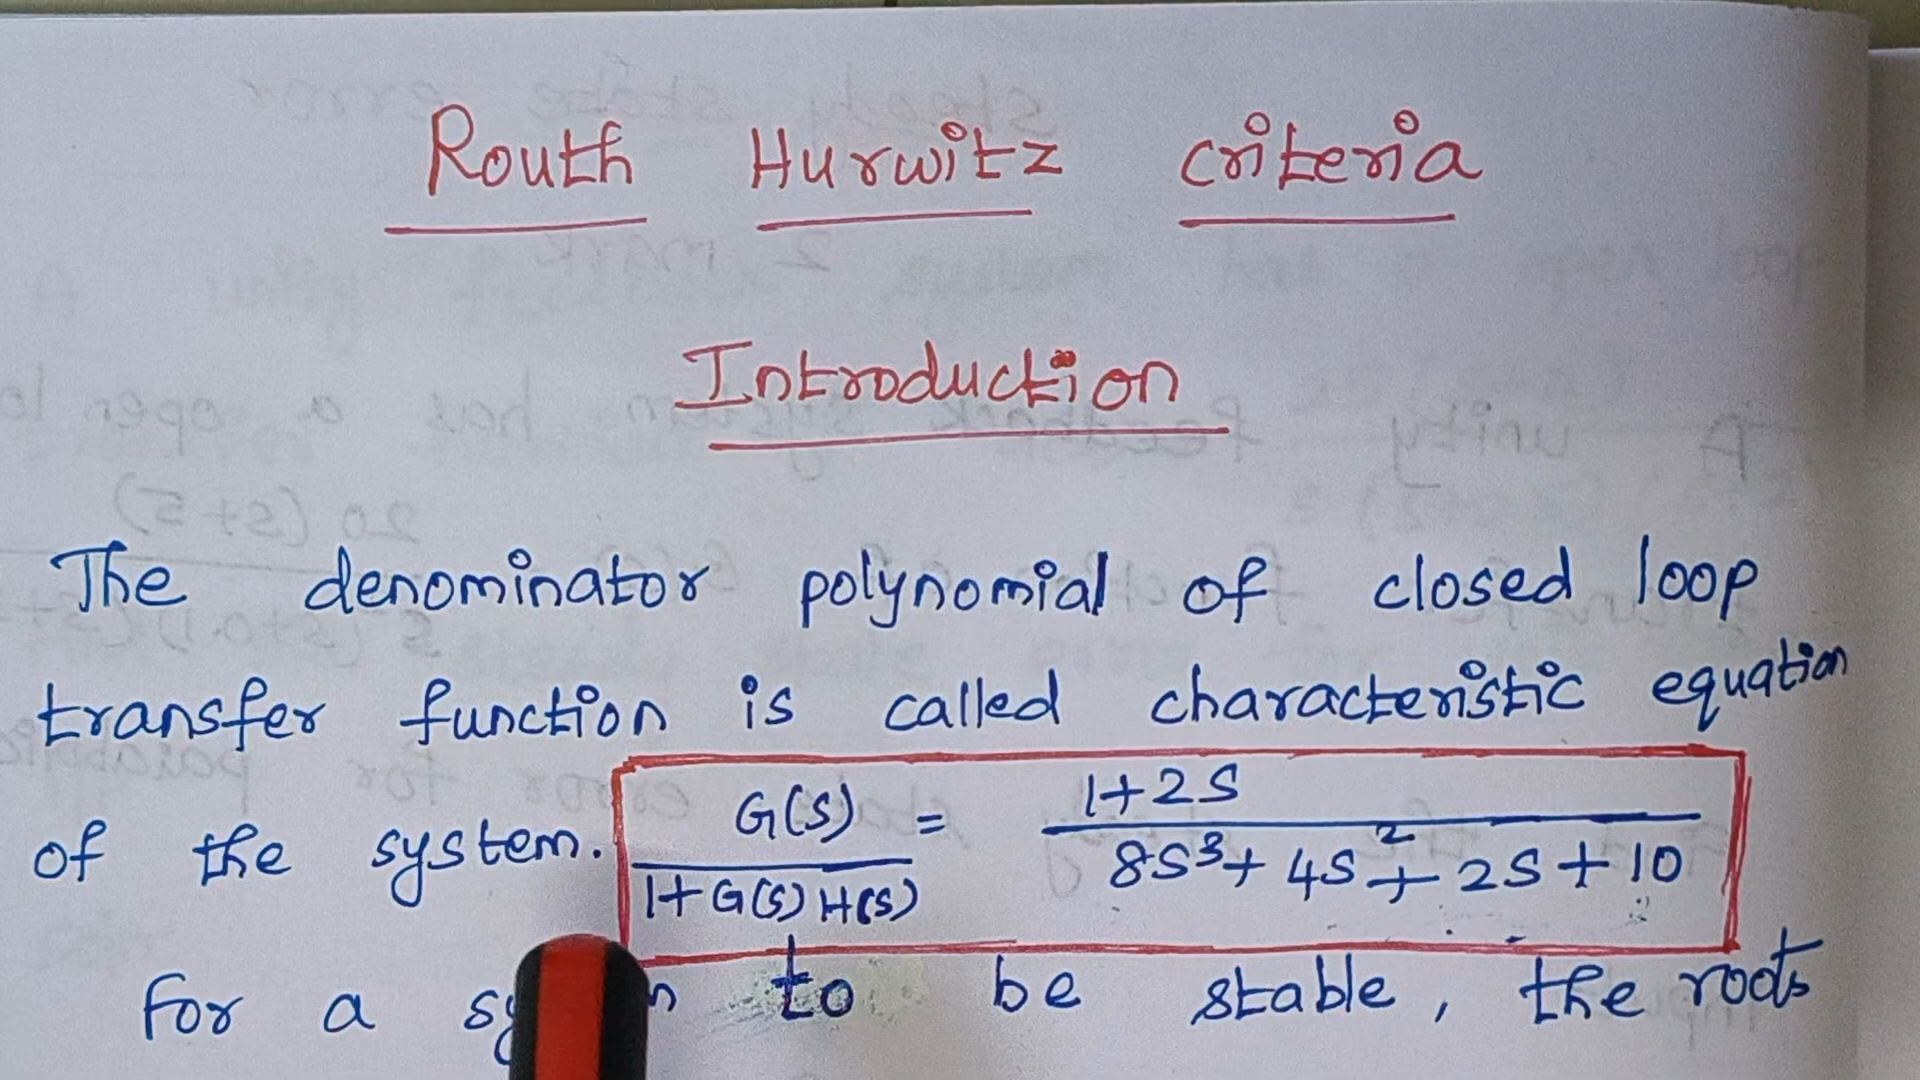 Routh Hurwitz criteria
Introduction
The denominator polynomial of closed loop
transfer function is called characteristic equation
of the system. G(S)/1+G(S)H(S) = 1+2S/8S³+4S²+2S+10
For a to be stable, the roots